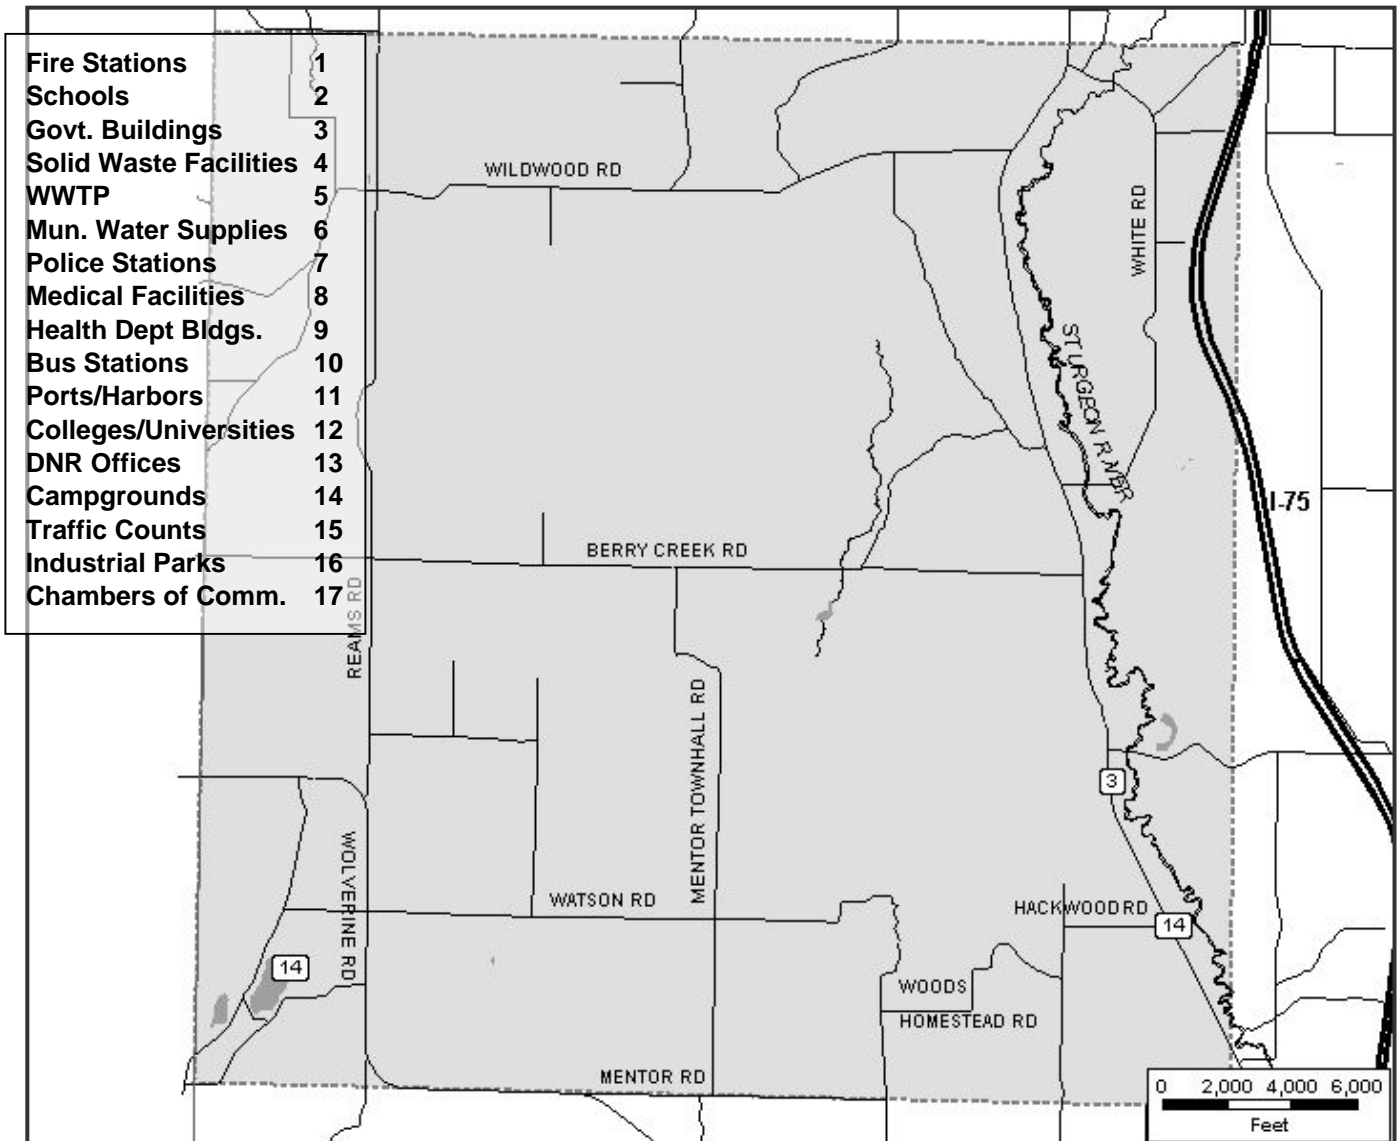 Fire Stations 1
Schools 2
Govt. Buildings 3
Solid Waste Facilities 4
WWTP 5
Mun. Water Supplies 6
Police Stations 7
Medical Facilities 8
Health Dept Bldgs. 9
Bus Stations 10
Ports/Harbors 11
Colleges/Universities 12
DNR Offices 13
Campgrounds 14
Traffic Counts 15
Industrial Parks 16
Chambers of Comm. 17
WILDWOOD RD
WHITE RD
STURGEON RIVER
I-75
BERRY CREEK RD
REAMS RD
MENTOR TOWNHALL RD
3
WOLVERINE RD
WATSON RD
HACKWOOD RD
14
14
WOODS
HOMESTEAD RD
MENTOR RD
0 2,000 4,000 6,000
Feet